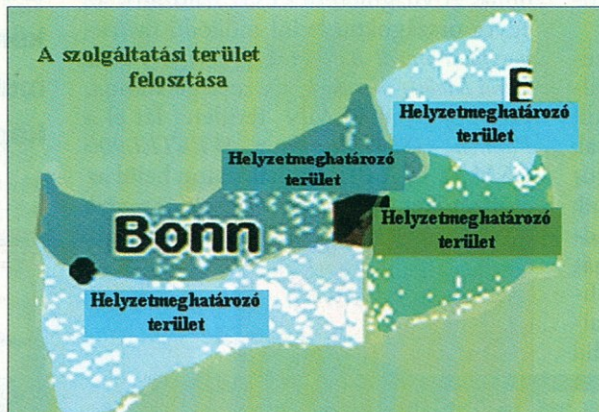 A szolgáltatási terület
felosztása
E
Helyzetmeghatározó
terület
Helyzetmeghatározó
terület
Helyzetmeghatározó
terület
Bonn
Helyzetmeghatározó
terület